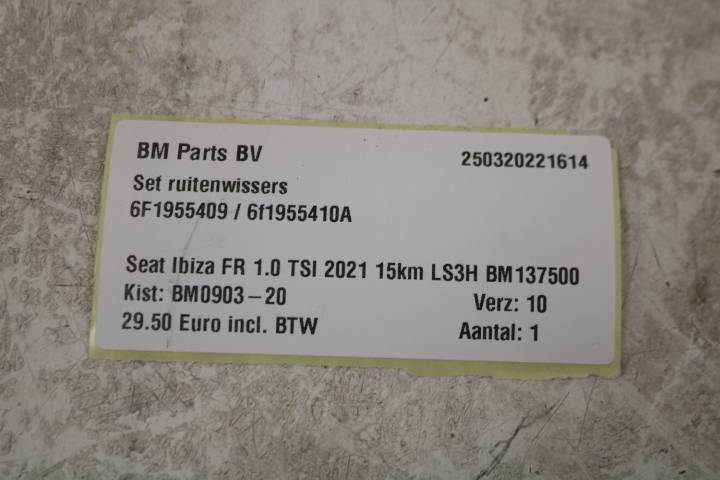 BM Parts BV 250320221614
Set ruitenwissers
6F1955409 / 6f1955410A
Seat Ibiza FR 1.0 TSI 2021 15km LS3H BM137500
Kist: BM0903-20 Verz: 10
29.50 Euro incl. BTW Aantal: 1